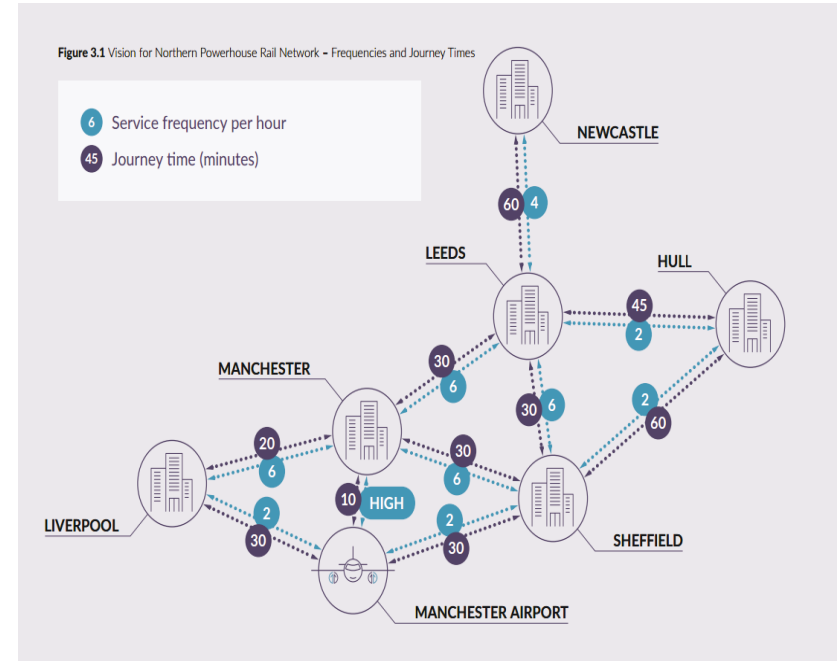 Figure 3.1 Vision for Northern Powerhouse Rail Network – Frequencies and Journey Times
6 Service frequency per hour
45 Journey time (minutes)
NEWCASTLE
60 4
LEEDS
HULL
45
2
MANCHESTER
30
6
30 6
2
60
20
6
30
6
10 HIGH
2
30
2
30
LIVERPOOL
SHEFFIELD
MANCHESTER AIRPORT